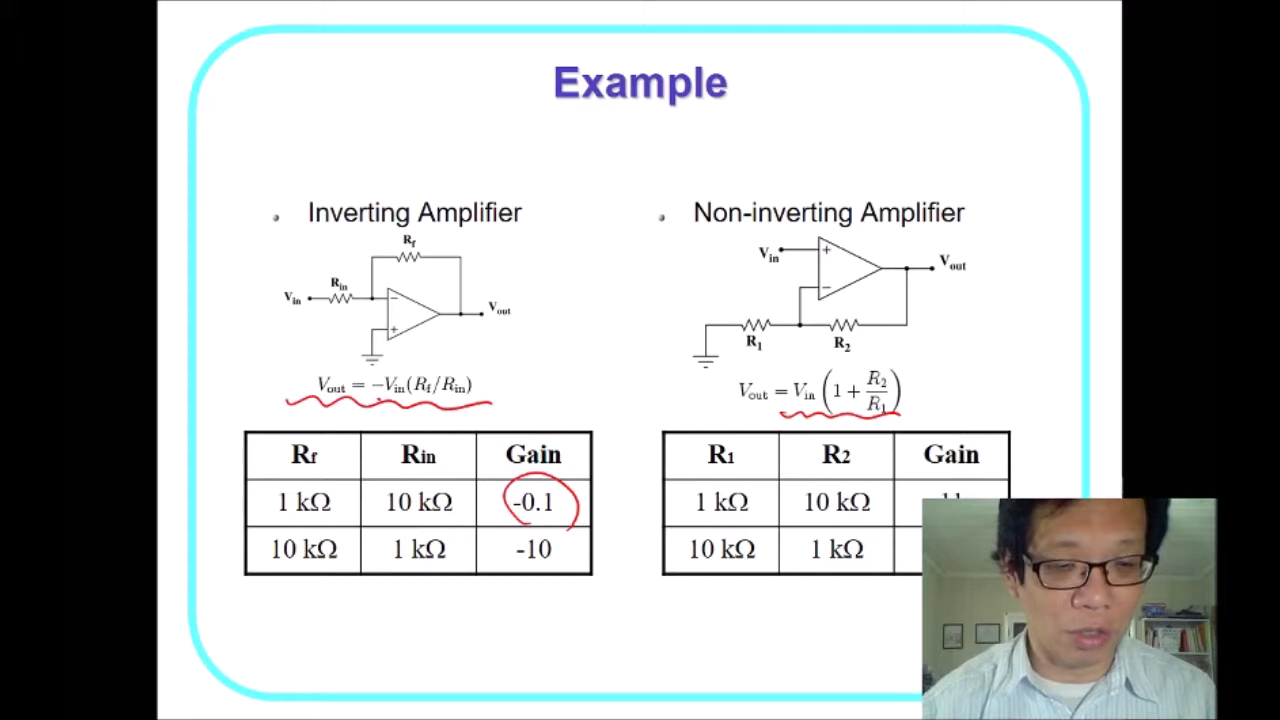 Example
Inverting Amplifier
Rf
Rin
Vin
−
+
Vout
Vout = −Vin(Rf/Rin)
Rf Rin Gain
1 kΩ 10 kΩ -0.1
10 kΩ 1 kΩ -10
Non-inverting Amplifier
Vin
+
−
Vout
R1
R2
Vout = Vin (1 + R2/R1)
R1 R2 Gain
1 kΩ 10 kΩ
10 kΩ 1 kΩ